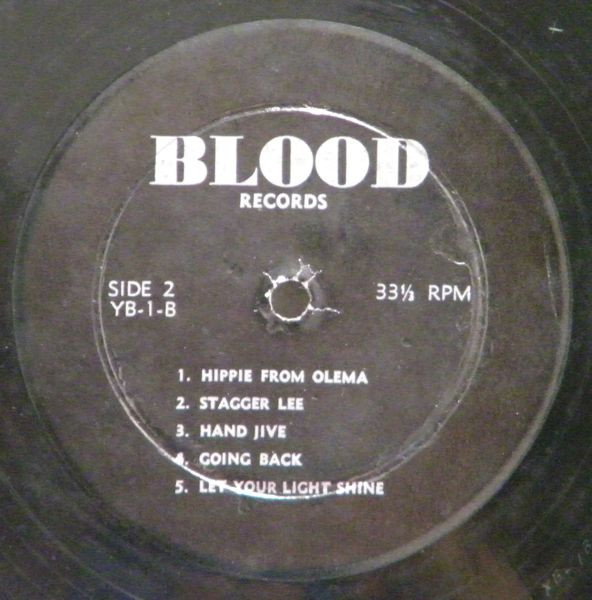 BLOOD
RECORDS
SIDE 2
YB-1-B
33⅓ RPM
1. HIPPIE FROM OLEMA
2. STAGGER LEE
3. HAND JIVE
4. GOING BACK
5. LET YOUR LIGHT SHINE